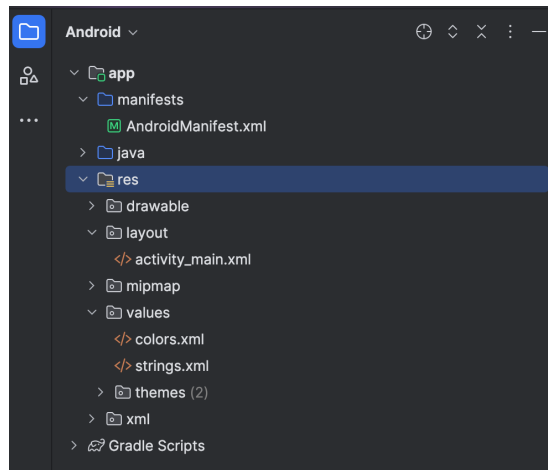 Android
app
manifests
M AndroidManifest.xml
java
res
drawable
layout
</> activity_main.xml
mipmap
values
</> colors.xml
</> strings.xml
themes (2)
xml
Gradle Scripts